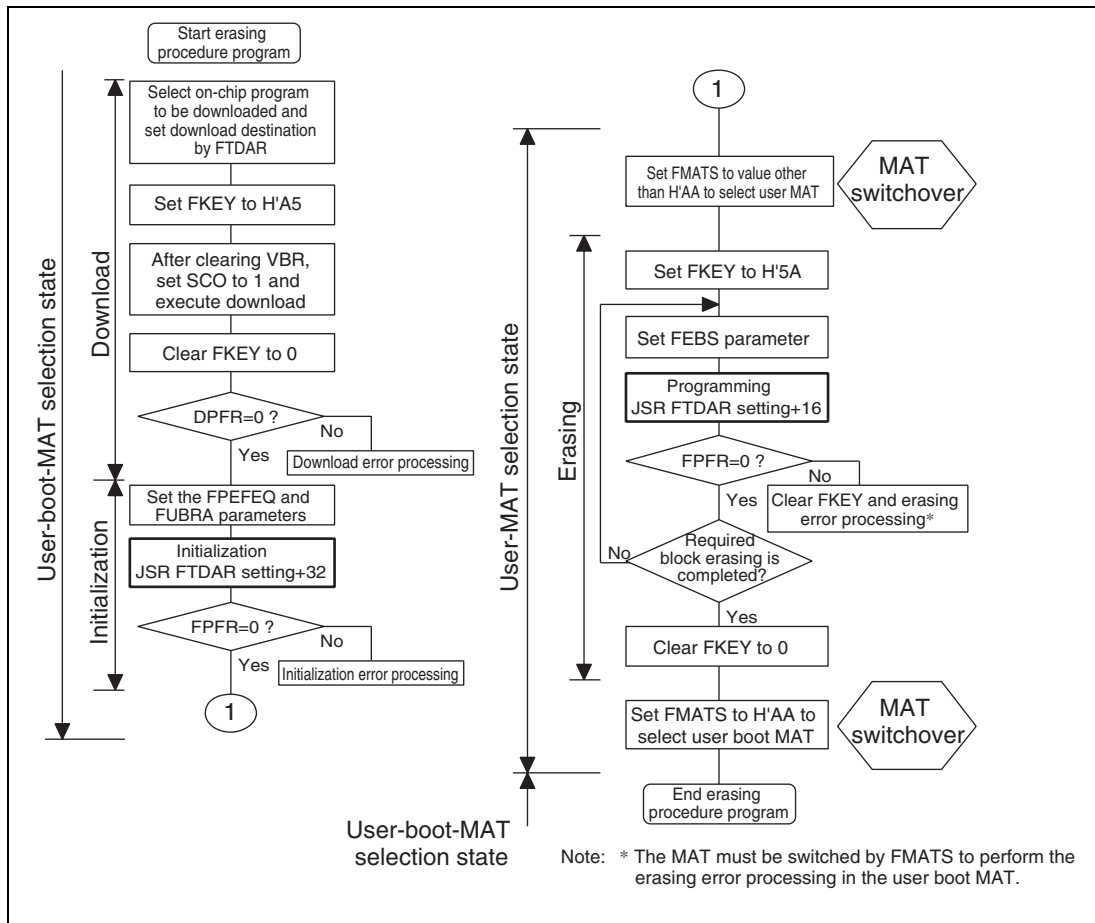 Start erasing
procedure program
Select on-chip program
to be downloaded and
set download destination
by FTDAR
Set FKEY to H'A5
After clearing VBR,
set SCO to 1 and
execute download
Clear FKEY to 0
DPFR=0 ?
No
Yes
Download error processing
Set the FPEFEQ and
FUBRA parameters
Initialization
JSR FTDAR setting+32
FPFR=0 ?
No
Yes
Initialization error processing
1
Download
Initialization
User-boot-MAT selection state
1
Set FMATS to value other
than H'AA to select user MAT
MAT
switchover
Set FKEY to H'5A
Set FEBS parameter
Programming
JSR FTDAR setting+16
FPFR=0 ?
No
Yes
Clear FKEY and erasing
error processing*
Required
block erasing is
completed?
No
Yes
Clear FKEY to 0
Set FMATS to H'AA to
select user boot MAT
MAT
switchover
End erasing
procedure program
Erasing
User-MAT selection state
User-boot-MAT
selection state
Note: * The MAT must be switched by FMATS to perform the
erasing error processing in the user boot MAT.